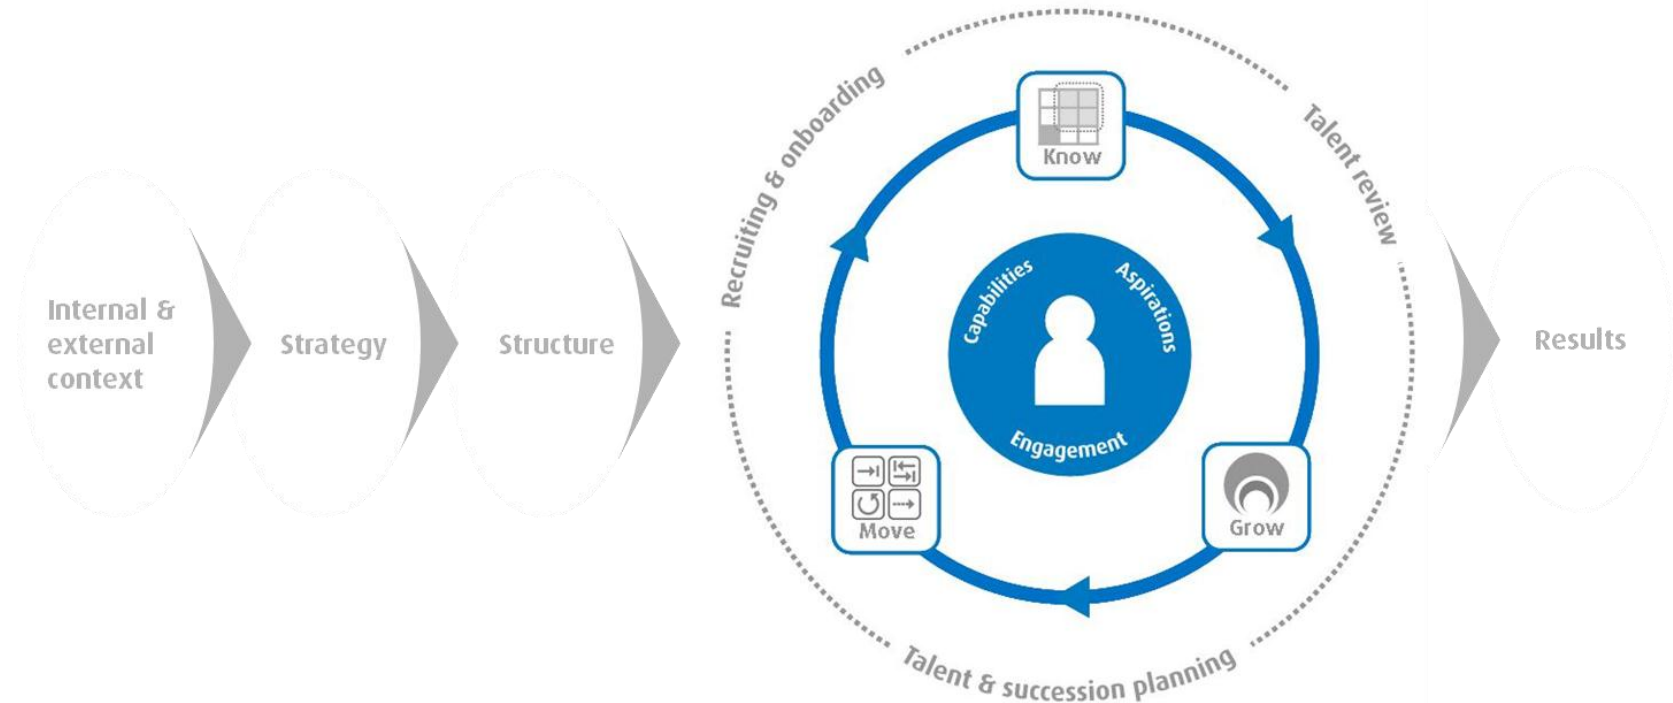 Internal &
external
context
Strategy
Structure
Recruiting & onboarding
Talent review
Talent & succession planning
Know
Grow
Move
Capabilities
Aspirations
Engagement
Results